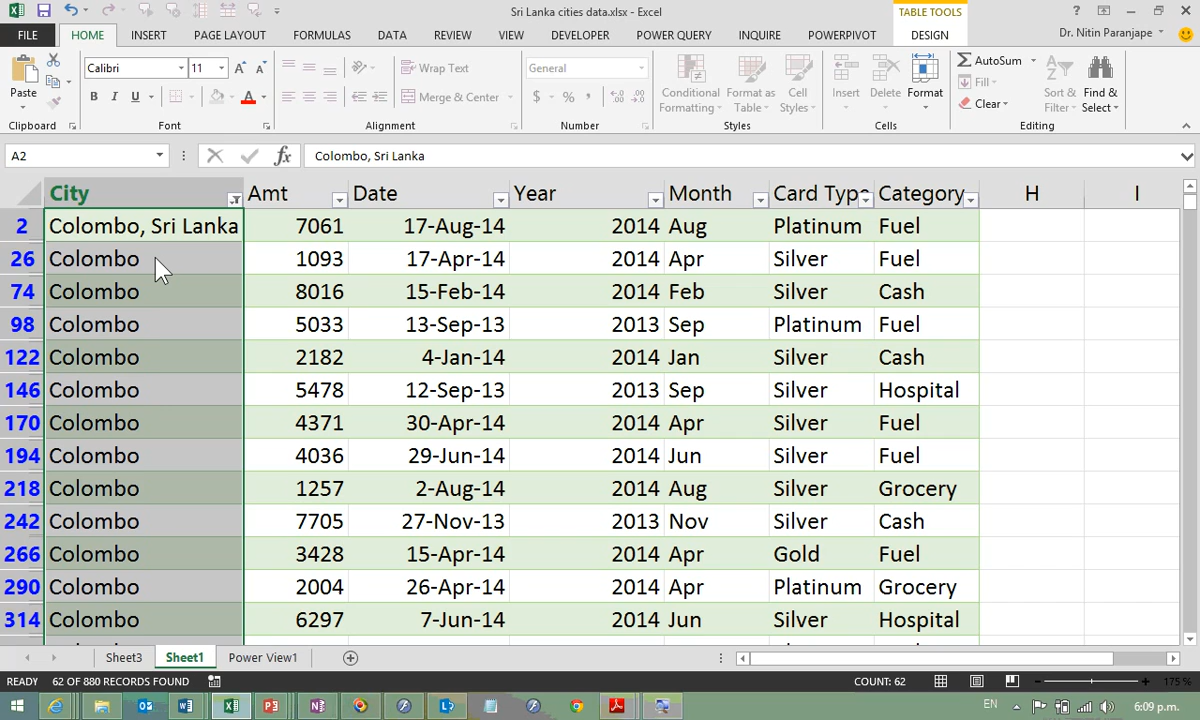 Sri Lanka cities data.xlsx - Excel
TABLE TOOLS
?
FILE HOME INSERT PAGE LAYOUT FORMULAS DATA REVIEW VIEW DEVELOPER POWER QUERY INQUIRE POWERPIVOT DESIGN Dr. Nitin Paranjape
Paste
Calibri 11
B I U A
Wrap Text
Merge & Center
General
$ % ,
Conditional Formatting
Format as Table
Cell Styles
Insert Delete Format
AutoSum
Fill
Clear
Sort & Filter
Find & Select
Clipboard Font Alignment Number Styles Cells Editing
A2 fx Colombo, Sri Lanka
City Amt Date Year Month Card Typ Category H I
2 Colombo, Sri Lanka 7061 17-Aug-14 2014 Aug Platinum Fuel
26 Colombo 1093 17-Apr-14 2014 Apr Silver Fuel
74 Colombo 8016 15-Feb-14 2014 Feb Silver Cash
98 Colombo 5033 13-Sep-13 2013 Sep Platinum Fuel
122 Colombo 2182 4-Jan-14 2014 Jan Silver Cash
146 Colombo 5478 12-Sep-13 2013 Sep Silver Hospital
170 Colombo 4371 30-Apr-14 2014 Apr Silver Fuel
194 Colombo 4036 29-Jun-14 2014 Jun Silver Fuel
218 Colombo 1257 2-Aug-14 2014 Aug Silver Grocery
242 Colombo 7705 27-Nov-13 2013 Nov Silver Cash
266 Colombo 3428 15-Apr-14 2014 Apr Gold Fuel
290 Colombo 2004 26-Apr-14 2014 Apr Platinum Grocery
314 Colombo 6297 7-Jun-14 2014 Jun Silver Hospital
Sheet3 Sheet1 Power View1
READY 62 OF 880 RECORDS FOUND COUNT: 62 175 %
EN 6:09 p.m.